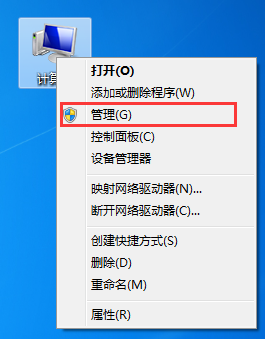 计算
打开(O)
添加或删除程序(W)
管理(G)
控制面板(C)
设备管理器
映射网络驱动器(N)...
断开网络驱动器(C)...
创建快捷方式(S)
删除(D)
重命名(M)
属性(R)